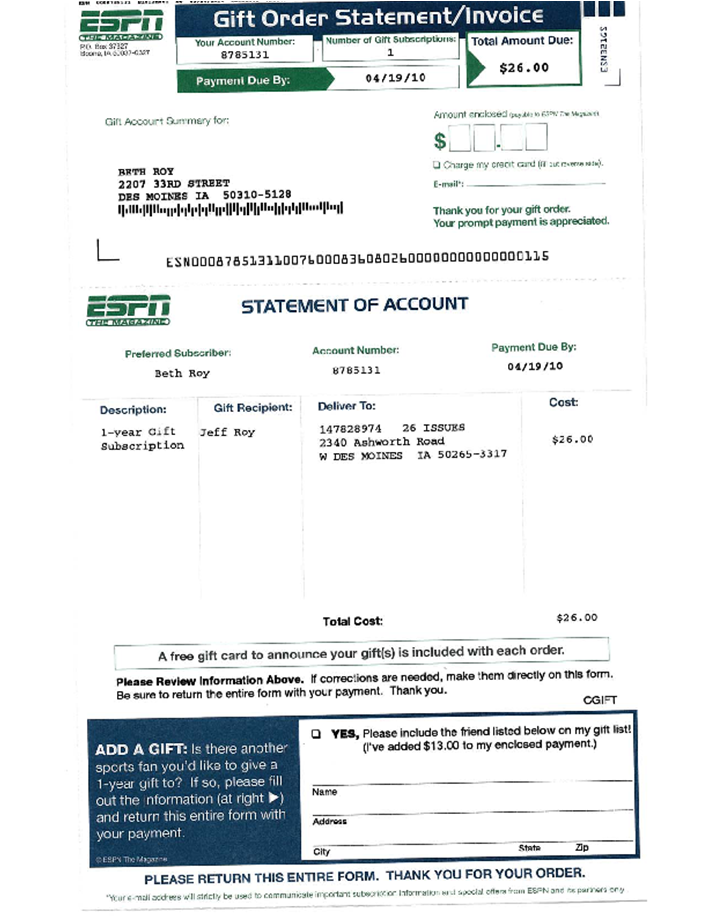 ESPN
THE MAGAZINE
P.O. Box 37327
Gift Order Statement/Invoice
Your Account Number:
8785131
Number of Gift Subscriptions:
1
Total Amount Due:
$26.00
Payment Due By:
04/19/10
Gift Account Summary for:
Amount enclosed (payable to ESPN The Magazine).
$
.
BETH ROY
2207 33RD STREET
DES MOINES IA 50310-5128
❑ Charge my credit card (fill out reverse side).
E-mail*:
Thank you for your gift order.
Your prompt payment is appreciated.
ESPN
THE MAGAZINE
STATEMENT OF ACCOUNT
Preferred Subscriber:
Beth Roy
Account Number:
8785131
Payment Due By:
04/19/10
Description:
Gift Recipient:
Deliver To:
Cost:
1-year Gift
Subscription
Jeff Roy
147828974 26 ISSUES
2340 Ashworth Road
W DES MOINES IA 50265-3317
$26.00
Total Cost:
$26.00
A free gift card to announce your gift(s) is included with each order.
Please Review Information Above. If corrections are needed, make them directly on this form.
Be sure to return the entire form with your payment. Thank you.
CGIFT
ADD A GIFT: Is there another
sports fan you'd like to give a
1-year gift to? If so, please fill
out the information (at right ▶)
and return this entire form with
your payment.
© ESPN The Magazine
❑ YES, Please include the friend listed below on my gift list!
(I've added $13.00 to my enclosed payment.)
Name
Address
City State Zip
PLEASE RETURN THIS ENTIRE FORM. THANK YOU FOR YOUR ORDER.
*Your e-mail address will strictly be used to communicate important subscription information and special offers from ESPN and its partners only